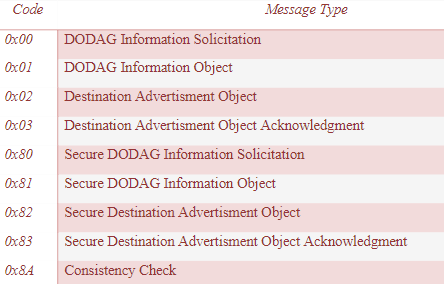 Code Message Type
0x00 DODAG Information Solicitation
0x01 DODAG Information Object
0x02 Destination Advertisment Object
0x03 Destination Advertisment Object Acknowledgment
0x80 Secure DODAG Information Solicitation
0x81 Secure DODAG Information Object
0x82 Secure Destination Advertisment Object
0x83 Secure Destination Advertisment Object Acknowledgment
0x8A Consistency Check